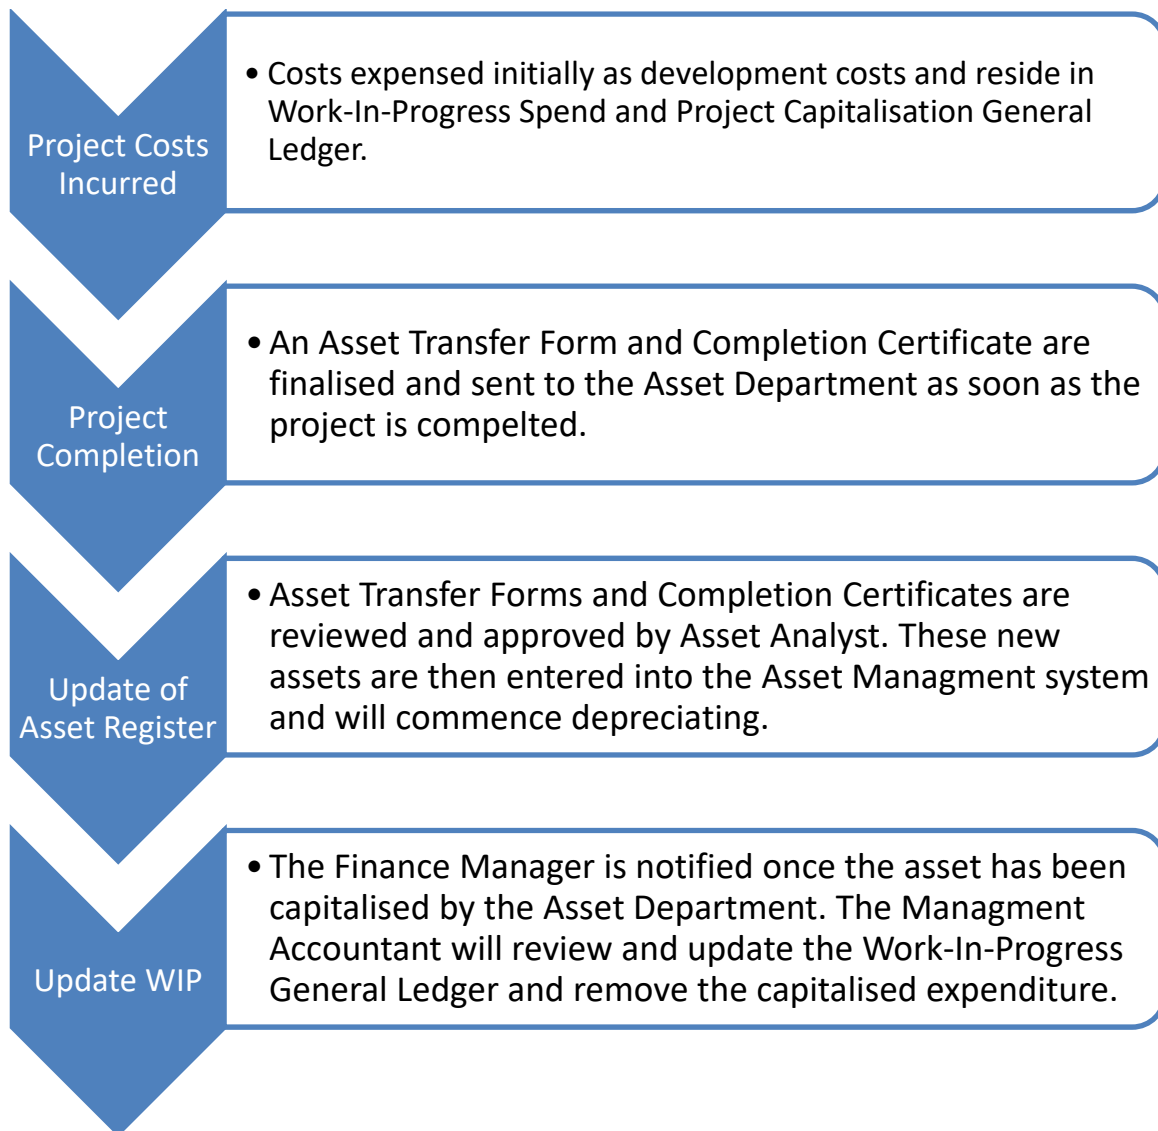 Project Costs
Incurred
• Costs expensed initially as development costs and reside in
Work-In-Progress Spend and Project Capitalisation General
Ledger.
Project
Completion
• An Asset Transfer Form and Completion Certificate are
finalised and sent to the Asset Department as soon as the
project is compelted.
Update of
Asset Register
• Asset Transfer Forms and Completion Certificates are
reviewed and approved by Asset Analyst. These new
assets are then entered into the Asset Managment system
and will commence depreciating.
Update WIP
• The Finance Manager is notified once the asset has been
capitalised by the Asset Department. The Managment
Accountant will review and update the Work-In-Progress
General Ledger and remove the capitalised expenditure.